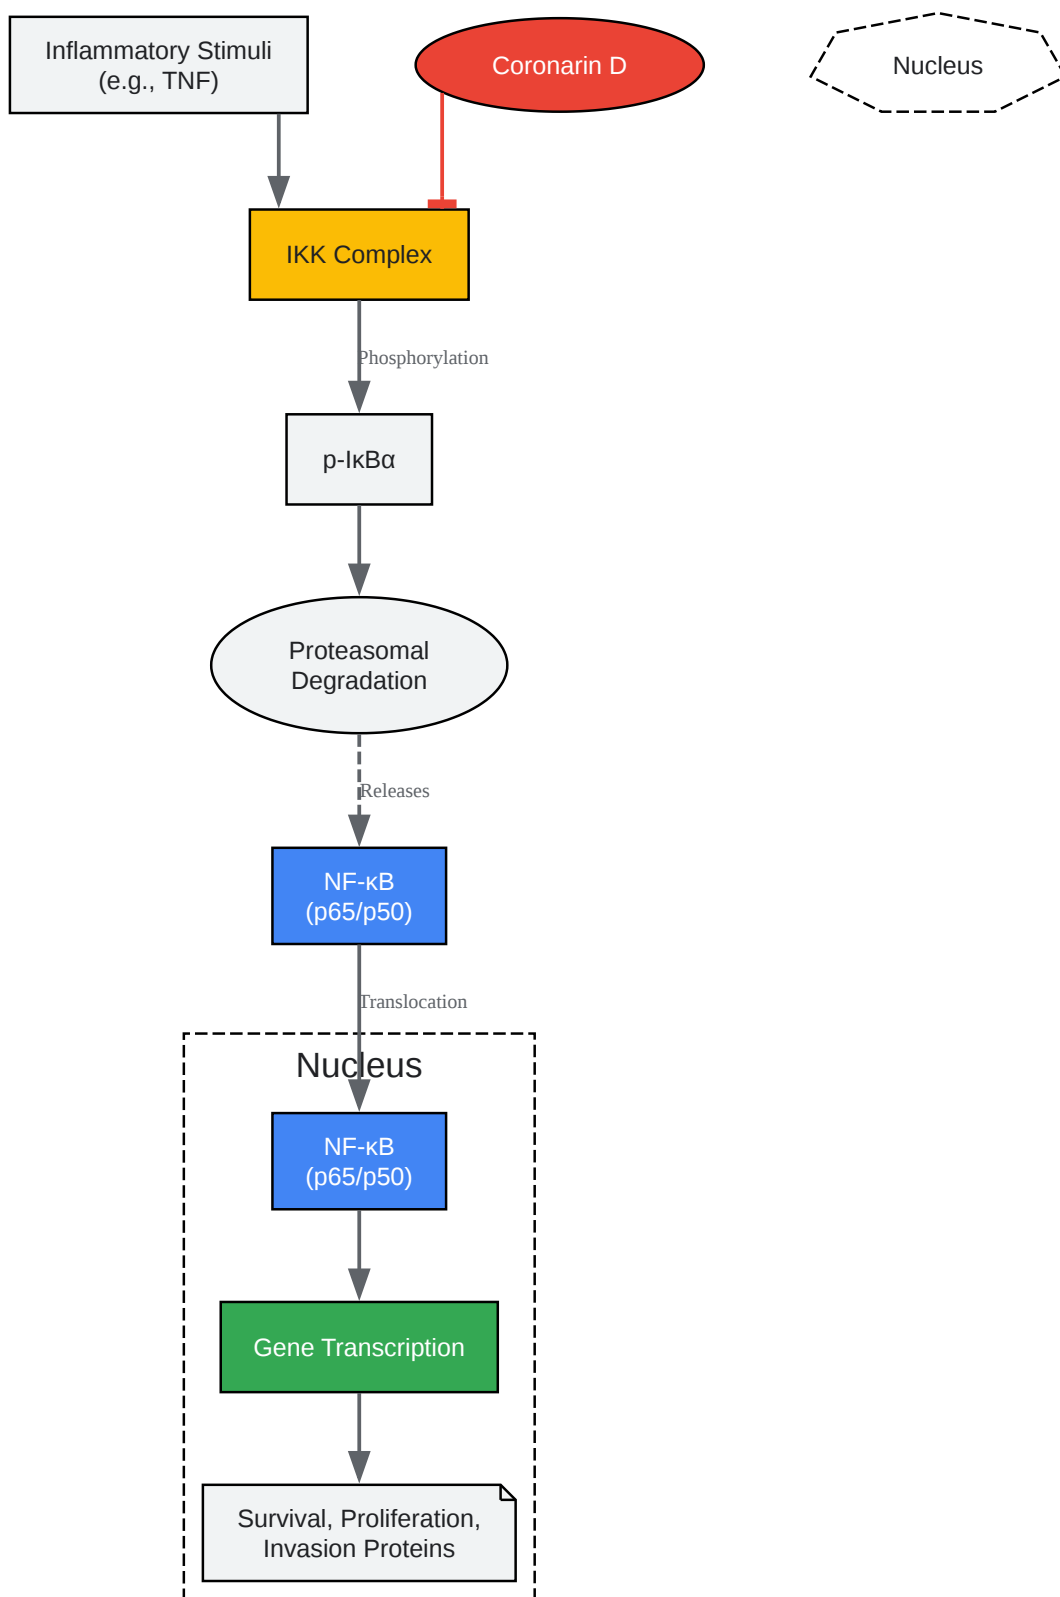 Inflammatory Stimuli
(e.g., TNF)
Coronarin D
Nucleus
IKK Complex
Phosphorylation
p-IκBα
Proteasomal
Degradation
Releases
NF-κB
(p65/p50)
Translocation
Nucleus
NF-κB
(p65/p50)
Gene Transcription
Survival, Proliferation,
Invasion Proteins